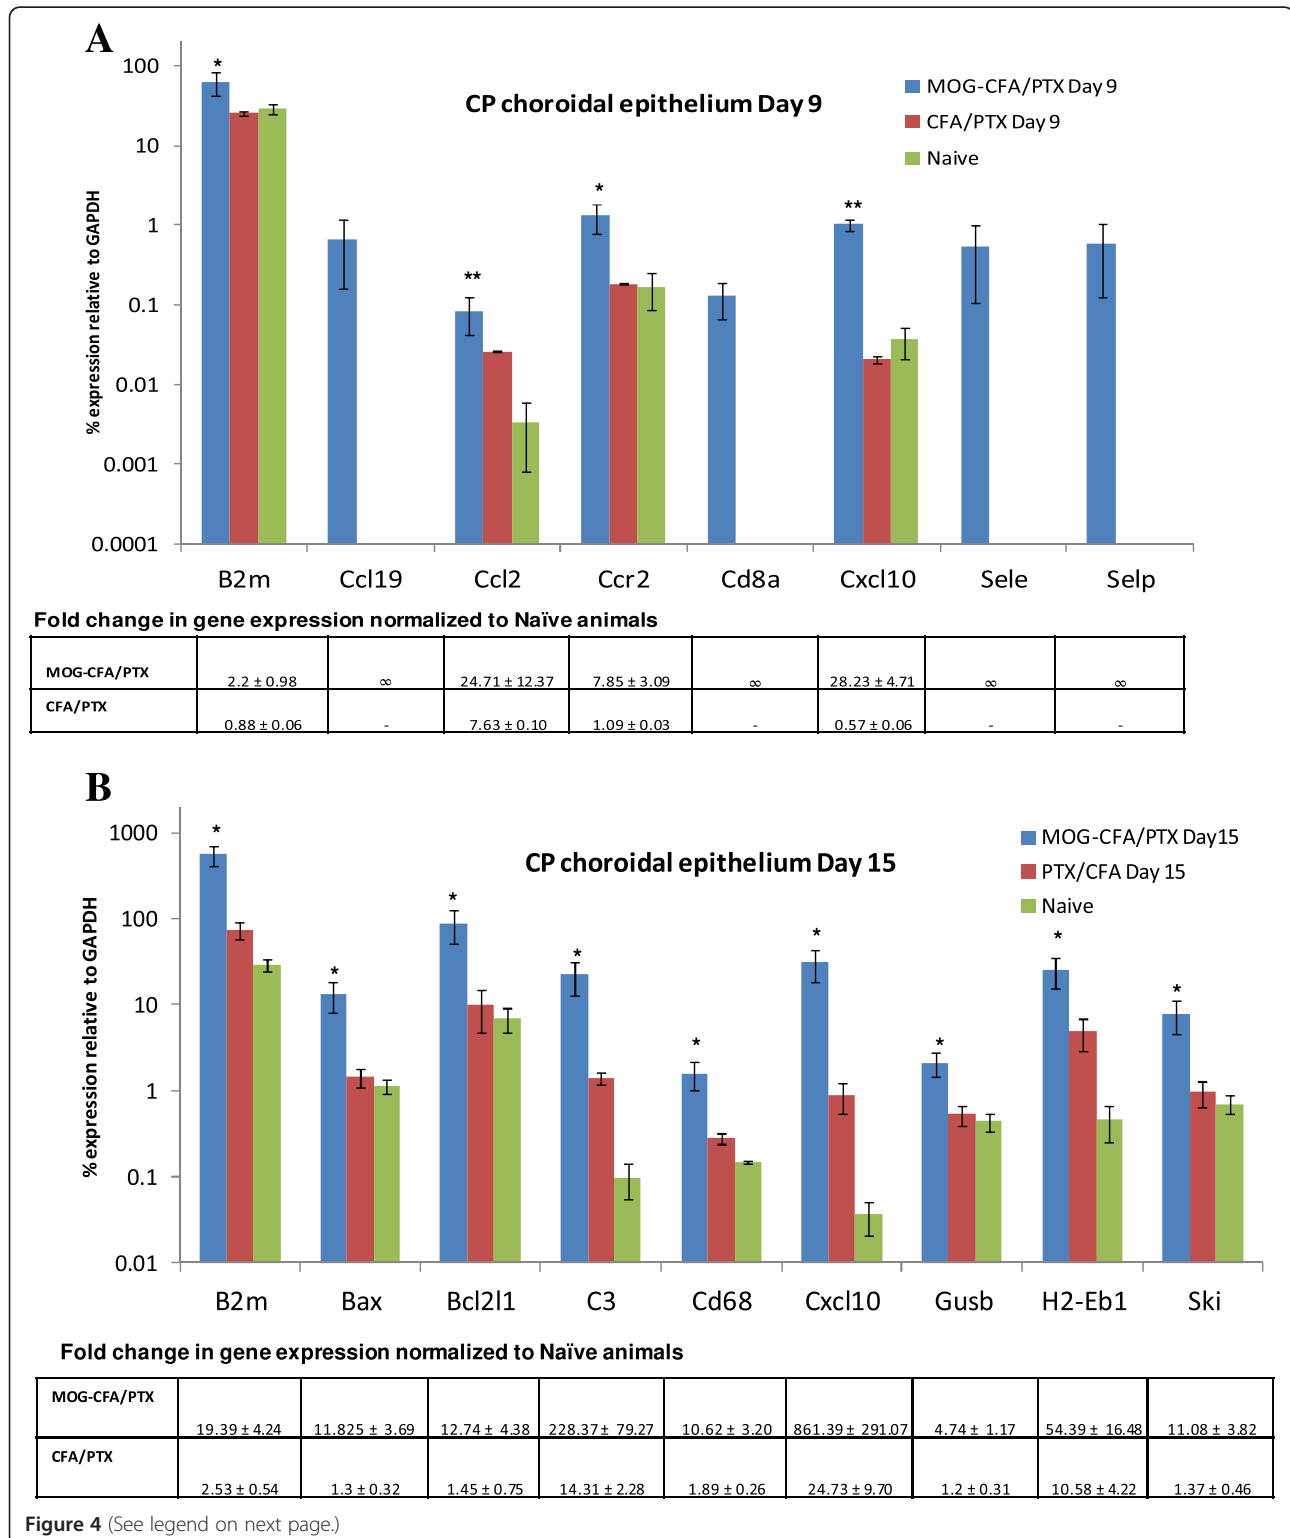 A
CP choroidal epithelium Day 9
MOG-CFA/PTX Day 9
CFA/PTX Day 9
Naive
% expression relative to GAPDH
100
10
1
0.1
0.01
0.001
0.0001
*
**
*
**
B2m Ccl19 Ccl2 Ccr2 Cd8a Cxcl10 Sele Selp
Fold change in gene expression normalized to Naïve animals
MOG-CFA/PTX 2.2 ± 0.98 ∞ 24.71 ± 12.37 7.85 ± 3.09 ∞ 28.23 ± 4.71 ∞ ∞
CFA/PTX 0.88 ± 0.06 - 7.63 ± 0.10 1.09 ± 0.03 - 0.57 ± 0.06 - -
B
CP choroidal epithelium Day 15
MOG-CFA/PTX Day15
PTX/CFA Day 15
Naive
% expression relative to GAPDH
1000
100
10
1
0.1
0.01
*
*
*
*
*
*
*
*
*
B2m Bax Bcl2l1 C3 Cd68 Cxcl10 Gusb H2-Eb1 Ski
Fold change in gene expression normalized to Naïve animals
MOG-CFA/PTX 19.39 ± 4.24 11.825 ± 3.69 12.74 ± 4.38 228.37 ± 79.27 10.62 ± 3.20 861.39 ± 291.07 4.74 ± 1.17 54.39 ± 16.48 11.08 ± 3.82
CFA/PTX 2.53 ± 0.54 1.3 ± 0.32 1.45 ± 0.75 14.31 ± 2.28 1.89 ± 0.26 24.73 ± 9.70 1.2 ± 0.31 10.58 ± 4.22 1.37 ± 0.46
Figure 4 (See legend on next page.)